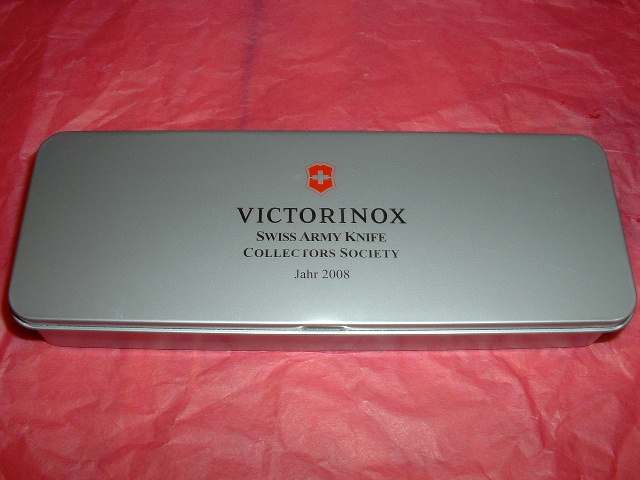 VICTORINOX
SWISS ARMY KNIFE
COLLECTORS SOCIETY
Jahr 2008